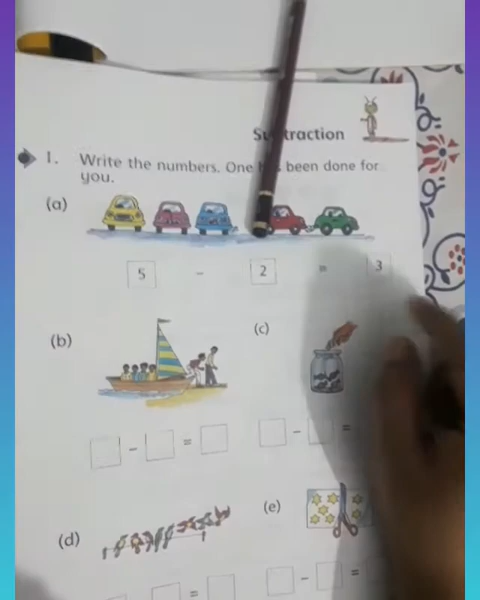 Subtraction
1. Write the numbers. One has been done for
you.
(a)
5 - 2 = 3
(b)
(c)
- =
- =
(d)
(e)
=
- =